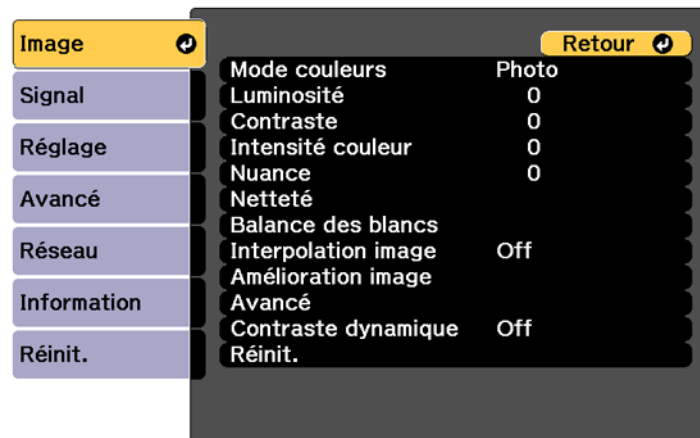 Image
Signal
Réglage
Avancé
Réseau
Information
Réinit.
Retour
Mode couleurs Photo
Luminosité 0
Contraste 0
Intensité couleur 0
Nuance 0
Netteté
Balance des blancs
Interpolation image Off
Amélioration image
Avancé
Contraste dynamique Off
Réinit.